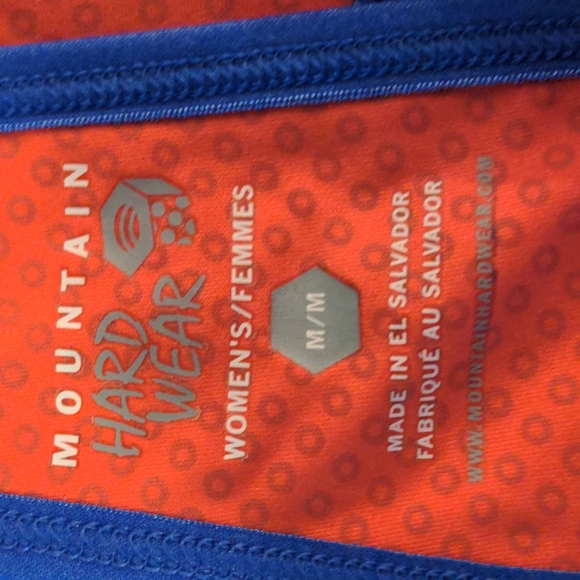 MOUNTAIN
HARD
WEAR
WOMEN'S/FEMMES
M/M
MADE IN EL SALVADOR
FABRIQUÉ AU SALVADOR
WWW.MOUNTAINHARDWEAR.COM